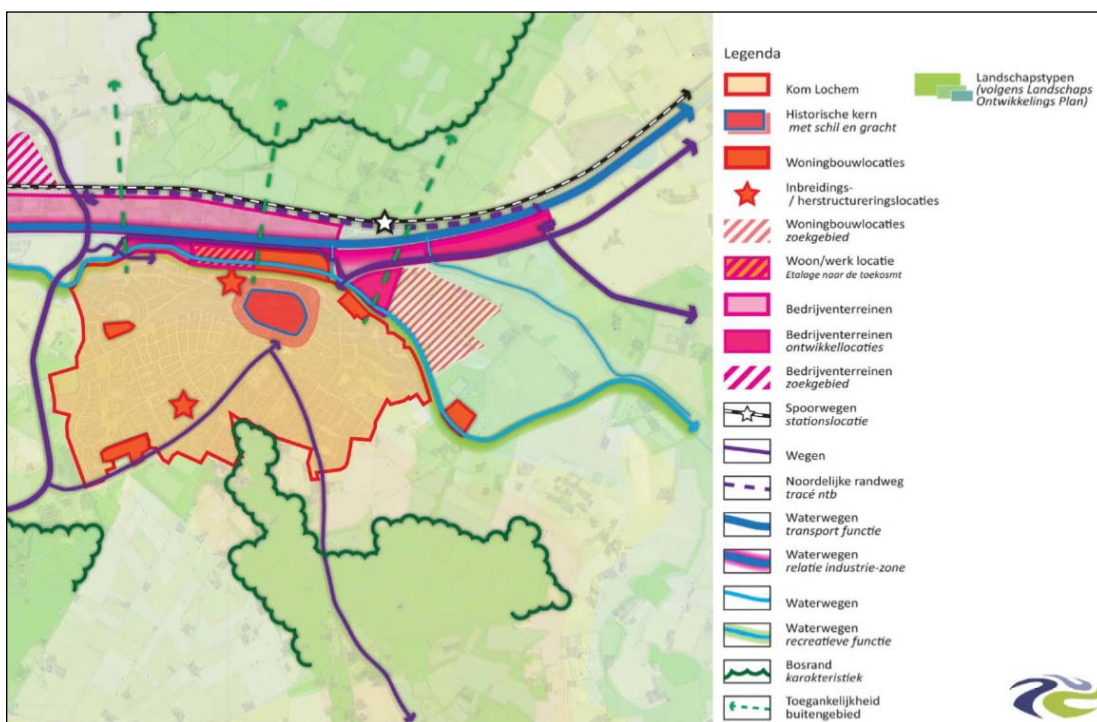 Legenda
Kom Lochem
Historische kern
met schil en gracht
Woningbouwlocaties
Inbreidings-
/ herstructureringslocaties
Woningbouwlocaties
zoekgebied
Woon/werk locatie
Etalage naar de toekosmt
Bedrijventerreinen
Bedrijventerreinen
ontwikkellocaties
Bedrijventerreinen
zoekgebied
Spoorwegen
stationslocatie
Wegen
Noordelijke randweg
tracé ntb
Waterwegen
transport functie
Waterwegen
relatie industrie-zone
Waterwegen
Waterwegen
recreatieve functie
Bosrand
karakteristiek
Toegankelijkheid
buitengebied
Landschapstypen
(volgens Landschaps
Ontwikkelings Plan)